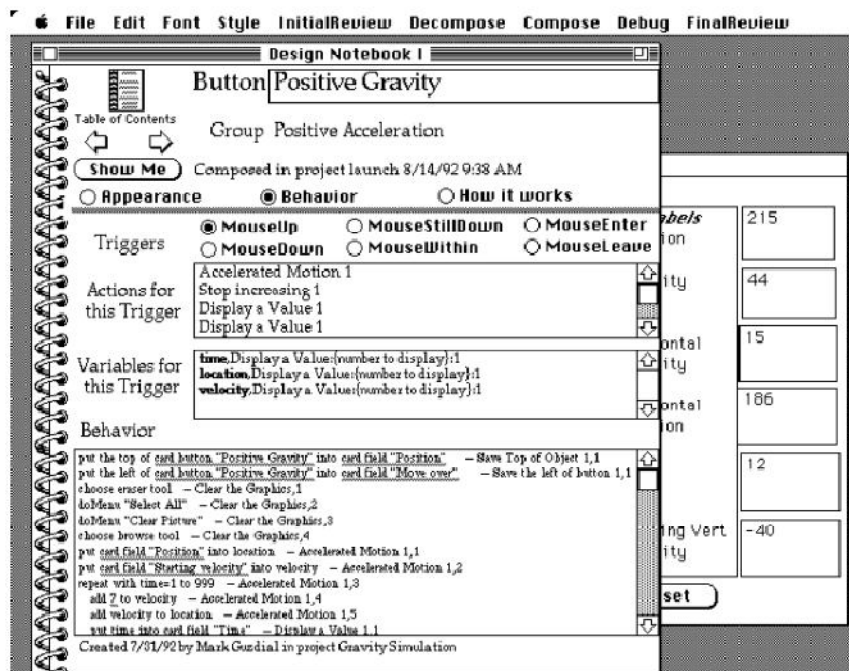 File Edit Font Style InitialReview Decompose Compose Debug FinalReview
Design Notebook I
Button Positive Gravity
Table of Contents
Group Positive Acceleration
Show Me Composed in project launch 8/14/92 9:38 AM
Appearance Behavior How it works
Triggers
MouseUp MouseStillDown MouseEnter
MouseDown MouseWithin MouseLeave
Actions for
this Trigger
Accelerated Motion 1
Stop increasing 1
Display a Value 1
Display a Value 1
Variables for
this Trigger
time,Display a Value:{number to display}:1
location,Display a Value:{number to display}:1
velocity,Display a Value:{number to display}:1
Behavior
put the top of card button "Positive Gravity" into card field "Position" -- Save Top of Object 1,1
put the left of card button "Positive Gravity" into card field "Move over" -- Save the left of button 1,1
choose eraser tool -- Clear the Graphics,1
doMenu "Select All" -- Clear the Graphics,2
doMenu "Clear Picture" -- Clear the Graphics,3
choose browse tool -- Clear the Graphics,4
put card field "Position" into location -- Accelerated Motion 1,1
put card field "Starting velocity" into velocity -- Accelerated Motion 1,2
repeat with time=1 to 999 -- Accelerated Motion 1,3
add 7 to velocity -- Accelerated Motion 1,4
add velocity to location -- Accelerated Motion 1,5
put time into card field "Time" -- Display a Value 1,1
Created 7/31/92 by Mark Guzdial in project Gravity Simulation
abels
ion
215
ity
44
ontal
ity
15
ontal
ion
186
12
ng Vert
ity
-40
set